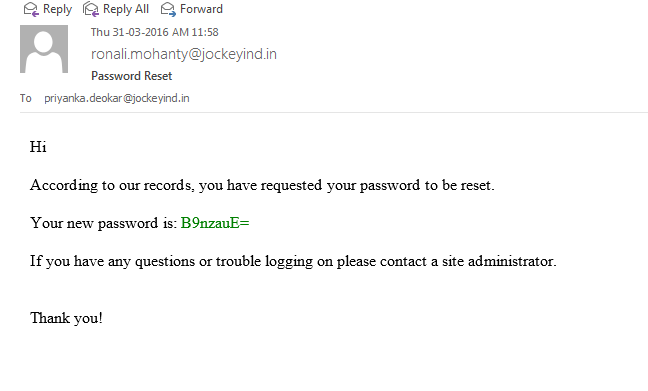 Reply Reply All Forward
Thu 31-03-2016 AM 11:58
ronali.mohanty@jockeyind.in
Password Reset
To priyanka.deokar@jockeyind.in
Hi
According to our records, you have requested your password to be reset.
Your new password is: B9nzauE=
If you have any questions or trouble logging on please contact a site administrator.
Thank you!